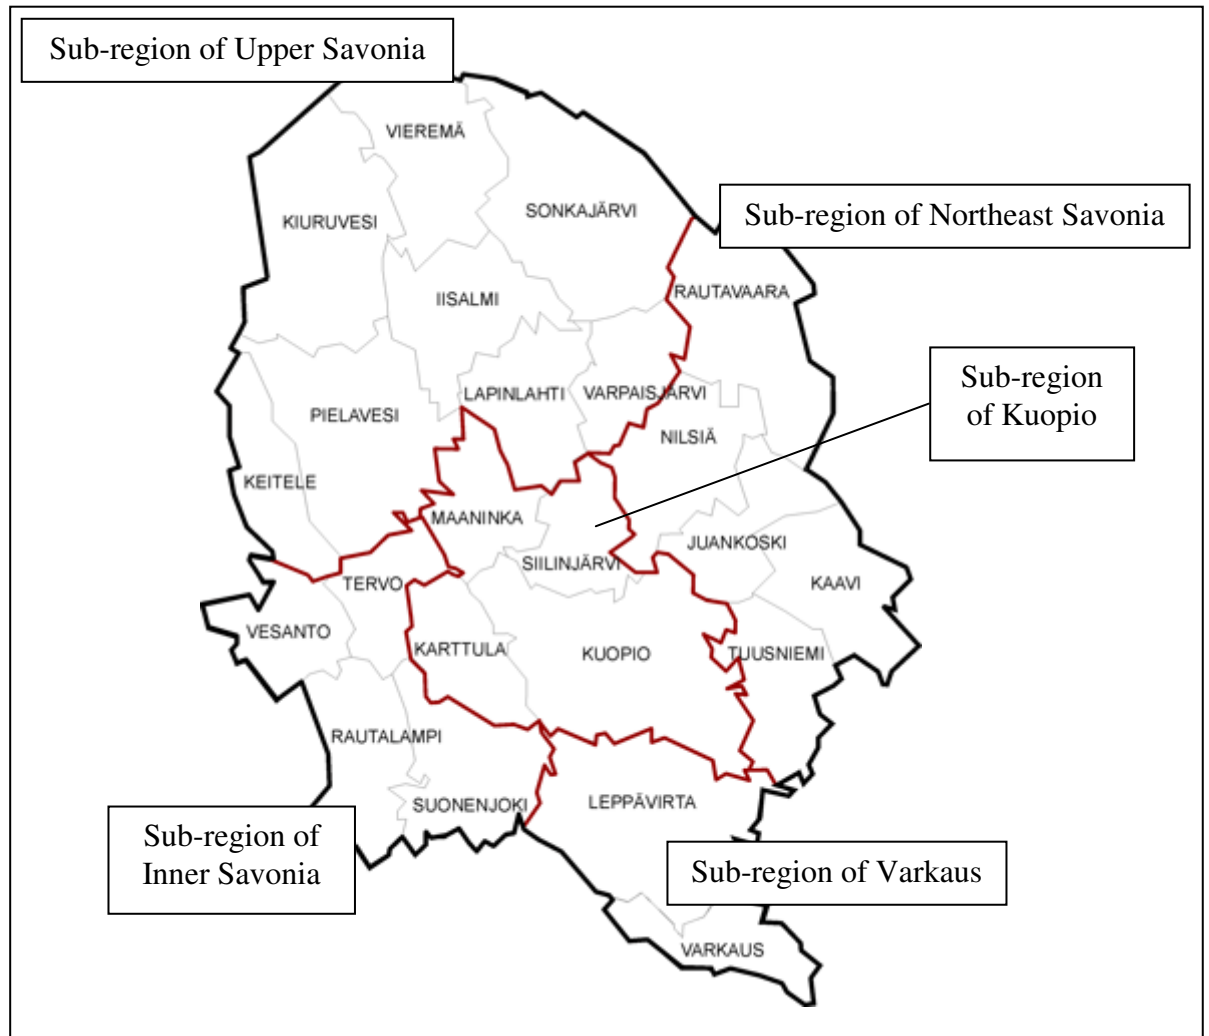 Sub-region of Upper Savonia
VIEREMÄ
KIURUVESI
SONKAJÄRVI
Sub-region of Northeast Savonia
IISALMI
RAUTAVAARA
Sub-region
of Kuopio
LAPINLAHTI
VARPAISJÄRVI
PIELAVESI
NILSIÄ
KEITELE
MAANINKA
JUANKOSKI
SIILINJÄRVI
TERVO
KAAVI
VESANTO
KARTTULA
KUOPIO
TUUSNIEMI
RAUTALAMPI
SUONENJOKI
LEPPÄVIRTA
Sub-region of
Inner Savonia
Sub-region of Varkaus
VARKAUS